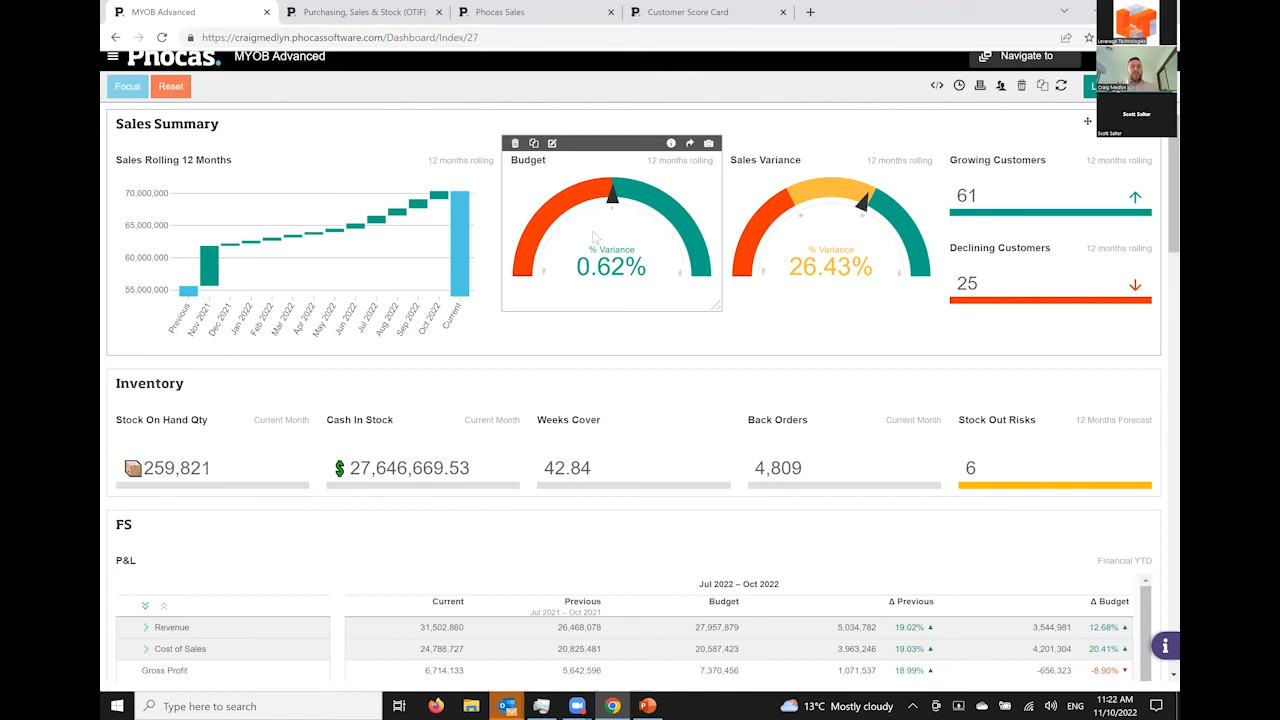 MYOB Advanced
Purchasing, Sales & Stock (OTIF)
Phocas Sales
Customer Score Card
https://craigmedlyn.phocassoftware.com/Dashboard/Index/27
Leverage Technologies
Phocas.
MYOB Advanced
Navigate to
Craig Medlyn
Focus
Reset
Scott Salter
Scott Salter
Sales Summary
Sales Rolling 12 Months
12 months rolling
70,000,000
65,000,000
60,000,000
55,000,000
Previous
Nov 2021
Dec 2021
Jan 2022
Feb 2022
Mar 2022
Apr 2022
May 2022
Jun 2022
Jul 2022
Aug 2022
Sep 2022
Oct 2022
Current
Budget
12 months rolling
% Variance
0.62%
Sales Variance
12 months rolling
% Variance
26.43%
Growing Customers
12 months rolling
61
Declining Customers
12 months rolling
25
Inventory
Stock On Hand Qty
Current Month
259,821
Cash In Stock
Current Month
27,646,669.53
Weeks Cover
42.84
Back Orders
Current Month
4,809
Stock Out Risks
12 Months Forecast
6
FS
P&L
Financial YTD
Jul 2022 – Oct 2022
Current Previous Budget Δ Previous Δ Budget
Jul 2021 – Oct 2021
Revenue 31,502,860 26,468,078 27,957,879 5,034,782 19.02% ▲ 3,544,981 12.68% ▲
Cost of Sales 24,788,727 20,825,481 20,587,423 3,963,246 19.03% ▲ 4,201,304 20.41% ▲
Gross Profit 6,714,133 5,642,596 7,370,456 1,071,537 18.99% ▲ -656,323 -8.90% ▼
Type here to search
13°C Mostly cloudy
ENG
11:22 AM
11/10/2022